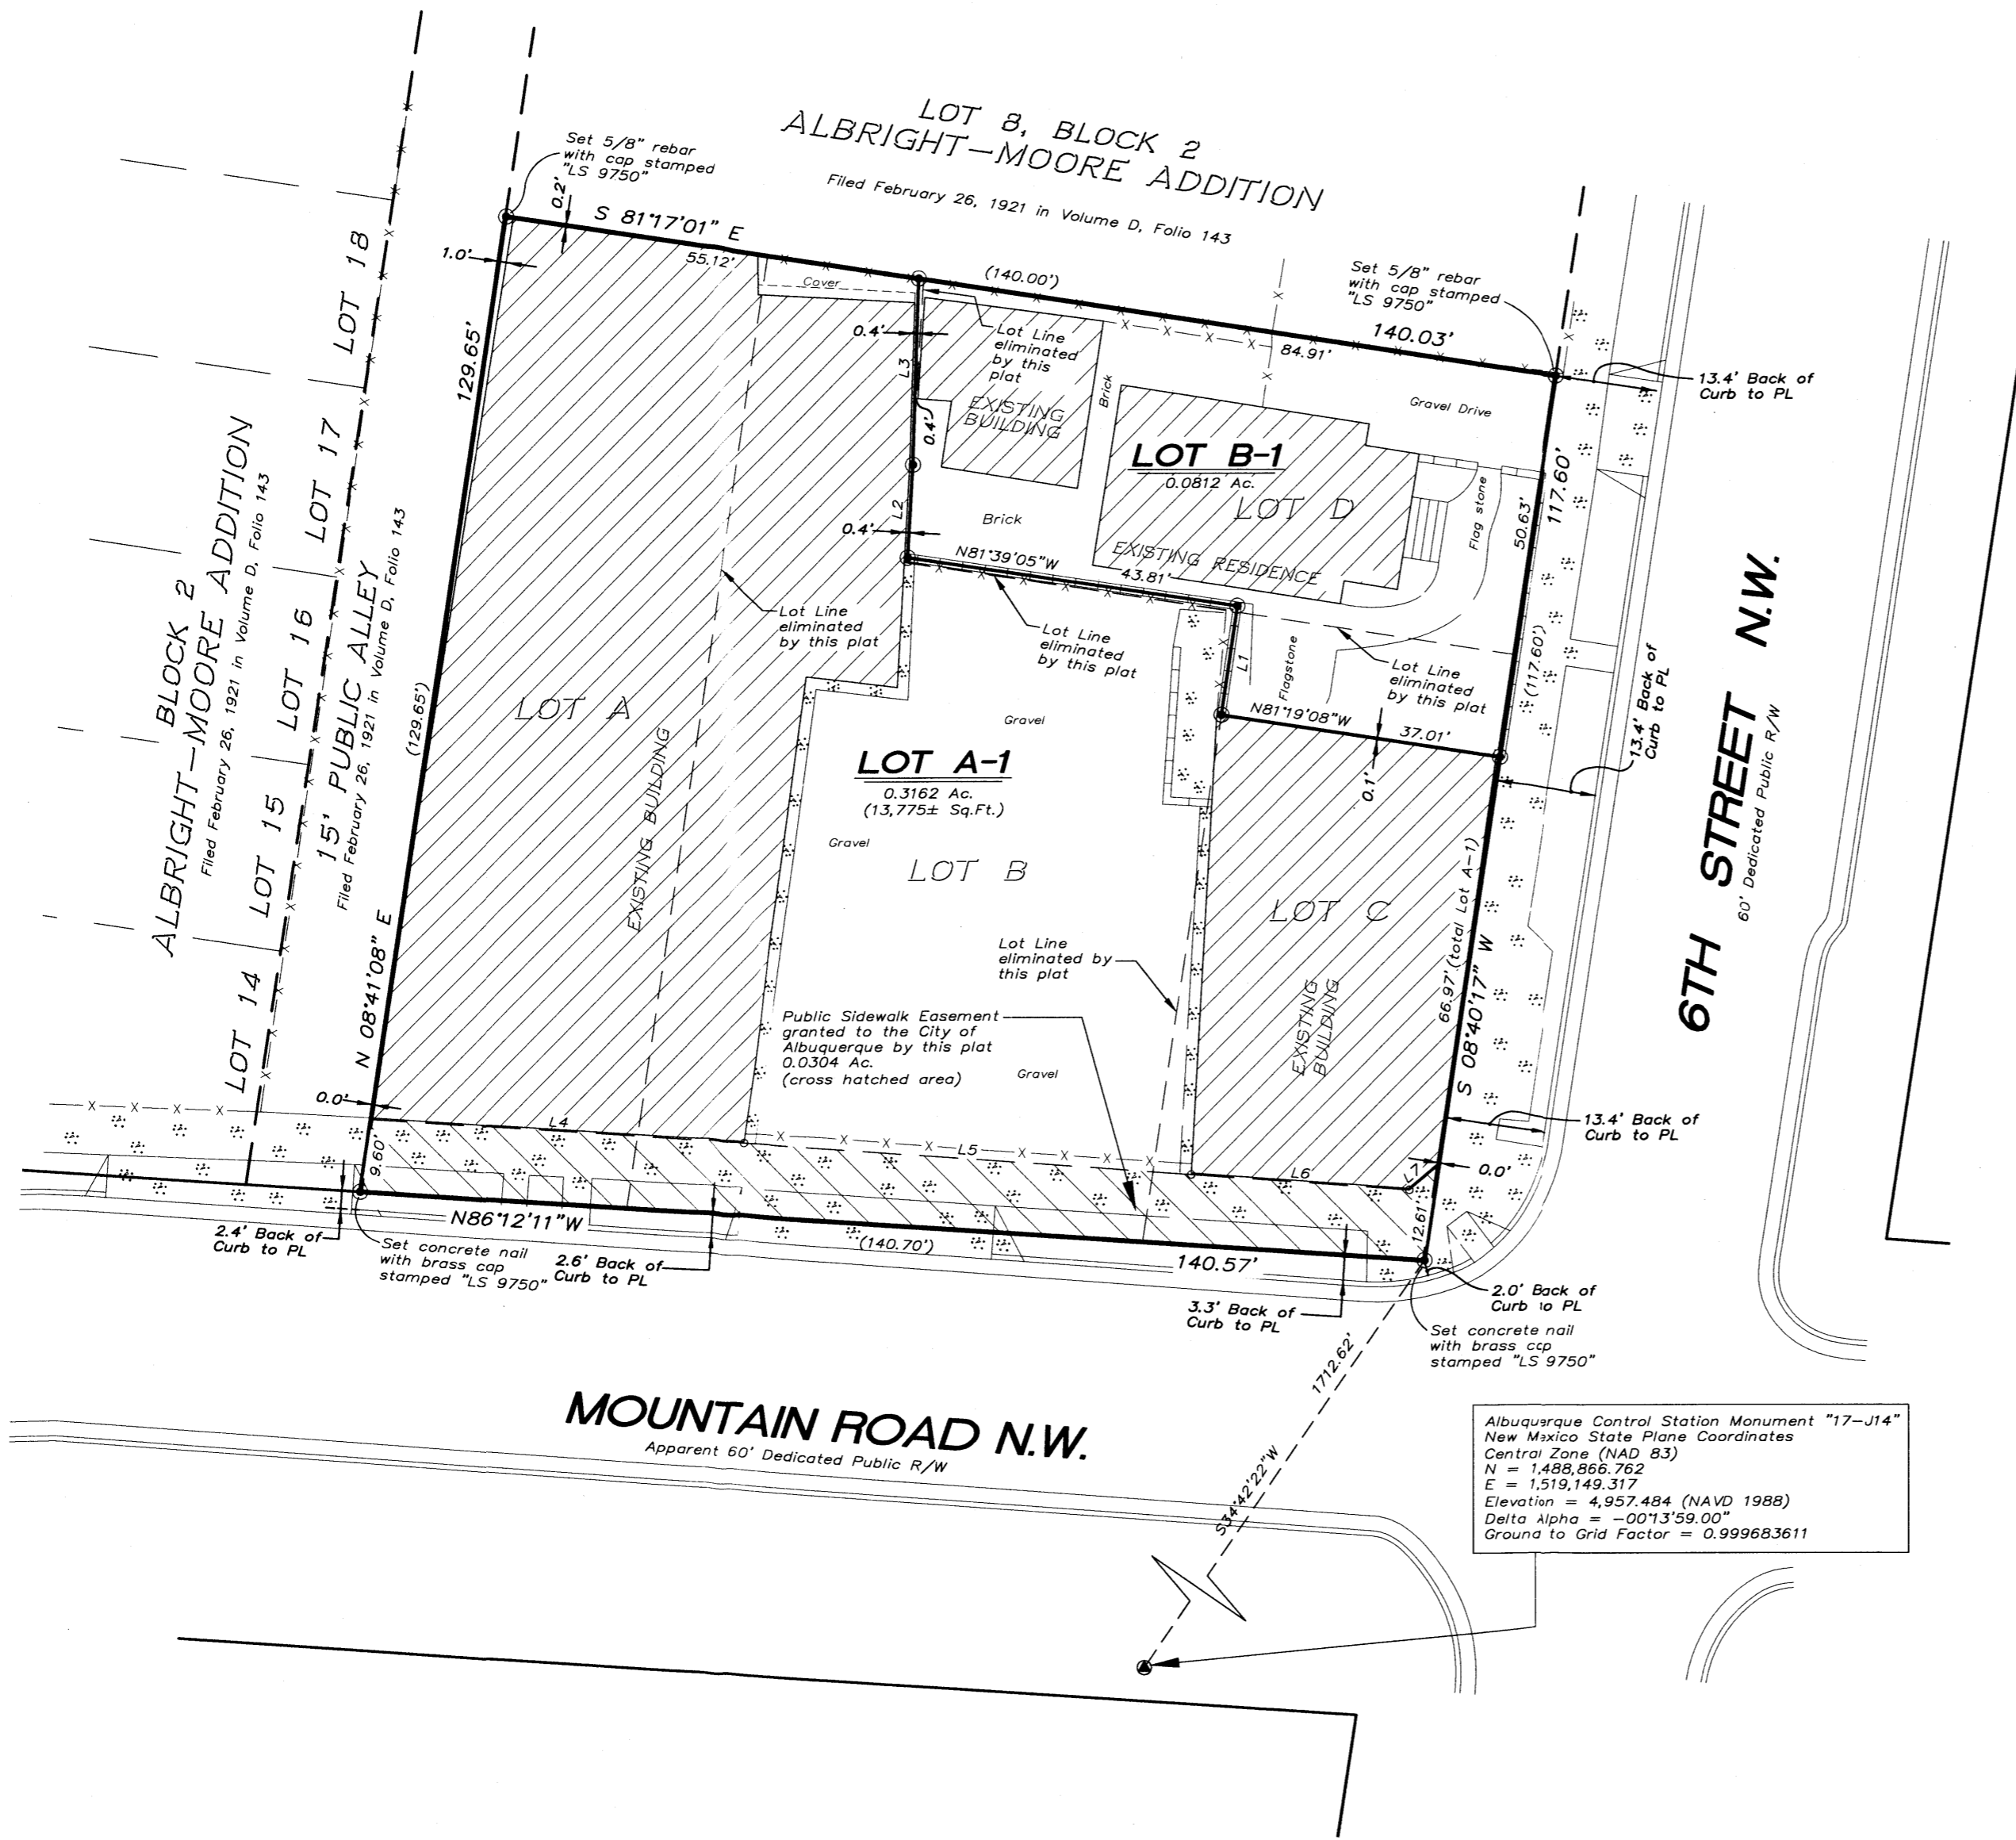 LOT 8, BLOCK 2
ALBRIGHT-MOORE ADDITION
Filed February 26, 1921 in Volume D, Folio 143
Set 5/8" rebar
with cap stamped
"LS 9750"
0.2'
S 81°17'01" E
55.12'
1.0'
(140.00')
Set 5/8" rebar
with cap stamped
"LS 9750"
140.03'
84.91'
13.4' Back of
Curb to PL
Cover
0.4'
Lot Line
eliminated
by this
plat
L3
EXISTING
BUILDING
0.4'
Brick
Gravel Drive
LOT B-1
0.0812 Ac.
LOT D
EXISTING RESIDENCE
Flag stone
50.63'
117.60'
(117.60')
L2
0.4'
Brick
N81°39'05"W
43.81'
Lot Line
eliminated
by this plat
Lot Line
eliminated
by this plat
Lot Line
eliminated
by this plat
L1
Flagstone
N81°19'08"W
37.01'
0.1'
13.4' Back of
Curb to PL
6TH STREET N.W.
60' Dedicated Public R/W
LOT 18
LOT 17
LOT 16
LOT 15
LOT 14
BLOCK 2
ALBRIGHT-MOORE ADDITION
Filed February 26, 1921 in Volume D, Folio 143
15' PUBLIC ALLEY
Filed February 26, 1921 in Volume D, Folio 143
129.65'
(129.65')
N 08°41'08" E
LOT A
EXISTING BUILDING
Gravel
LOT A-1
0.3162 Ac.
(13,775± Sq.Ft.)
Gravel
LOT B
Lot Line
eliminated by
this plat
LOT C
EXISTING
BUILDING
66.97' (total Lot A-1)
S 08°40'17" W
Public Sidewalk Easement
granted to the City of
Albuquerque by this plat
0.0304 Ac.
(cross hatched area)
Gravel
13.4' Back of
Curb to PL
0.0'
0.0'
9.60'
L4
L5
L6
L7
12.61'
N86°12'11"W
(140.70')
140.57'
2.4' Back of
Curb to PL
Set concrete nail
with brass cap
stamped "LS 9750"
2.6' Back of
Curb to PL
3.3' Back of
Curb to PL
2.0' Back of
Curb to PL
Set concrete nail
with brass cap
stamped "LS 9750"
1712.62'
S34°42'22"W
MOUNTAIN ROAD N.W.
Apparent 60' Dedicated Public R/W
Albuquerque Control Station Monument "17-J14"
New Mexico State Plane Coordinates
Central Zone (NAD 83)
N = 1,488,866.762
E = 1,519,149.317
Elevation = 4,957.484 (NAVD 1988)
Delta Alpha = -00°13'59.00"
Ground to Grid Factor = 0.999683611